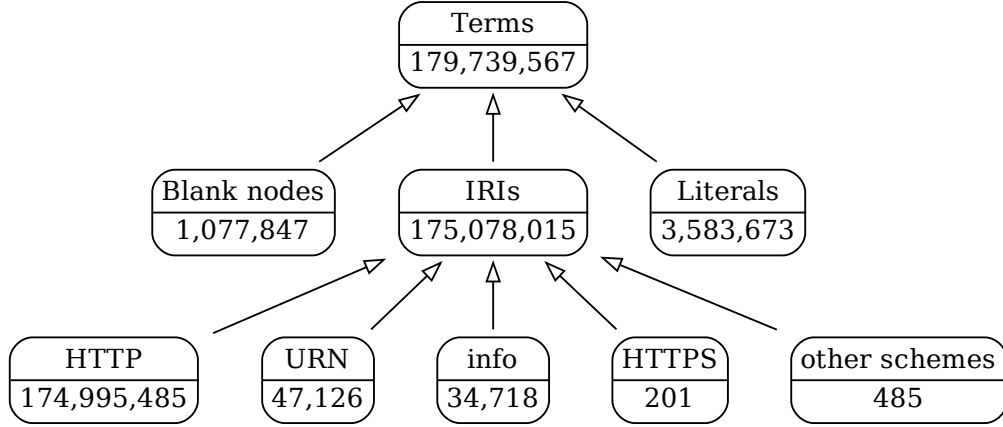 Terms
179,739,567
Blank nodes
1,077,847
IRIs
175,078,015
Literals
3,583,673
HTTP
174,995,485
URN
47,126
info
34,718
HTTPS
201
other schemes
485